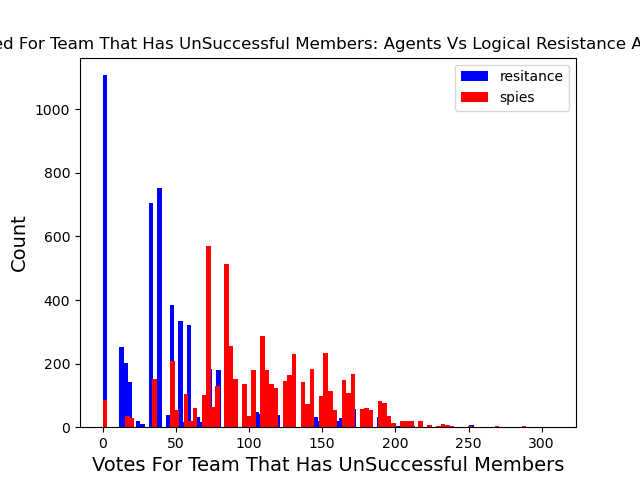 ed For Team That Has UnSuccessful Members: Agents Vs Logical Resistance A
resitance
spies
1000
800
600
400
200
0
Count
0 50 100 150 200 250 300
Votes For Team That Has UnSuccessful Members